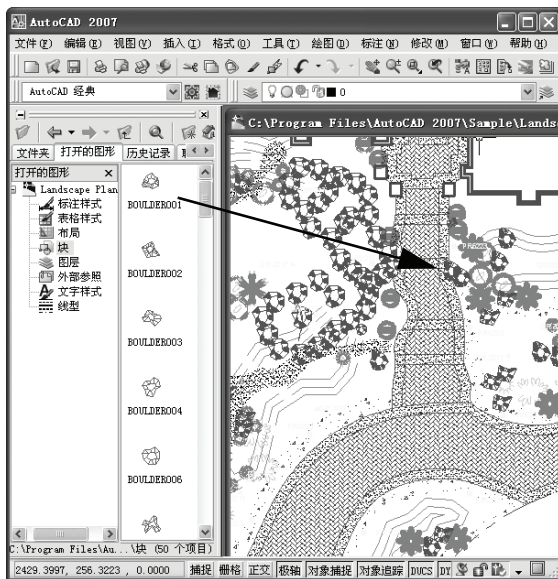 AutoCAD 2007
文件(F) 编辑(E) 视图(V) 插入(I) 格式(O) 工具(T) 绘图(D) 标注(N) 修改(M) 窗口(W) 帮助(H)
AutoCAD 经典
0
C:\Program Files\AutoCAD 2007\Sample\Lands
文件夹 打开的图形 历史记录
打开的图形
Landscape Plan
标注样式
表格样式
布局
块
图层
外部参照
文字样式
线型
BOULDER001
BOULDER002
BOULDER003
BOULDER004
BOULDER006
C:\Program Files\Au...\块 (50 个项目)
2429.3997, 256.3223 , 0.0000 捕捉 栅格 正交 极轴 对象捕捉 对象追踪 DUCS DY